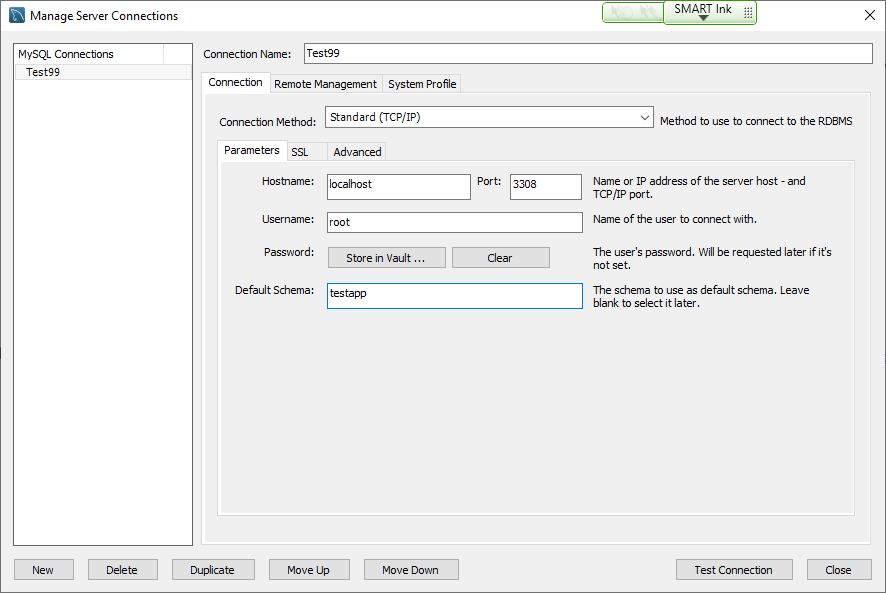 Manage Server Connections
SMART Ink
MySQL Connections
Test99
Connection Name:
Test99
Connection
Remote Management
System Profile
Connection Method:
Standard (TCP/IP)
Method to use to connect to the RDBMS
Parameters
SSL
Advanced
Hostname:
localhost
Port:
3308
Name or IP address of the server host - and
TCP/IP port.
Username:
root
Name of the user to connect with.
Password:
Store in Vault ...
Clear
The user's password. Will be requested later if it's
not set.
Default Schema:
testapp
The schema to use as default schema. Leave
blank to select it later.
New
Delete
Duplicate
Move Up
Move Down
Test Connection
Close